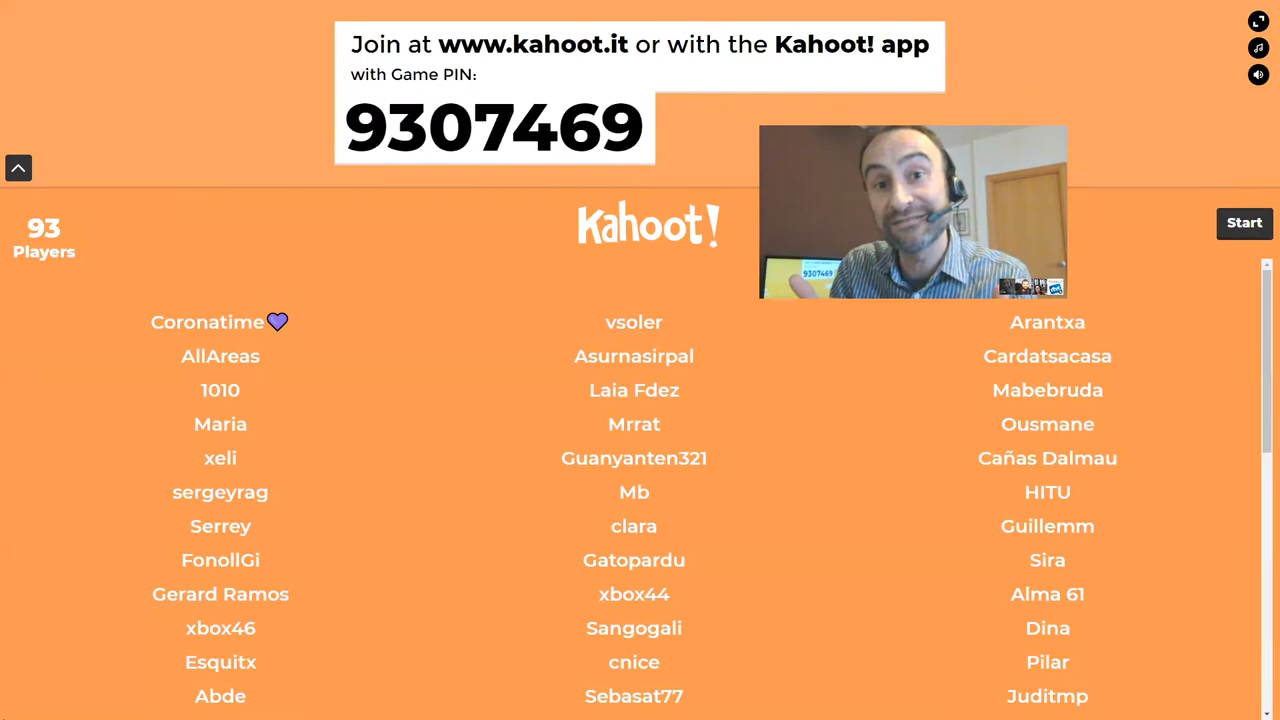 Join at www.kahoot.it or with the Kahoot! app
with Game PIN:
9307469
93
Players
Kahoot!
Start
9307469
Coronatime💜 vsoler Arantxa
AllAreas Asurnasirpal Cardatsacasa
1010 Laia Fdez Mabebruda
Maria Mrrat Ousmane
xeli Guanyanten321 Cañas Dalmau
sergeyrag Mb HITU
Serrey clara Guillemm
FonollGi Gatopardu Sira
Gerard Ramos xbox44 Alma 61
xbox46 Sangogali Dina
Esquitx cnice Pilar
Abde Sebasat77 Juditmp